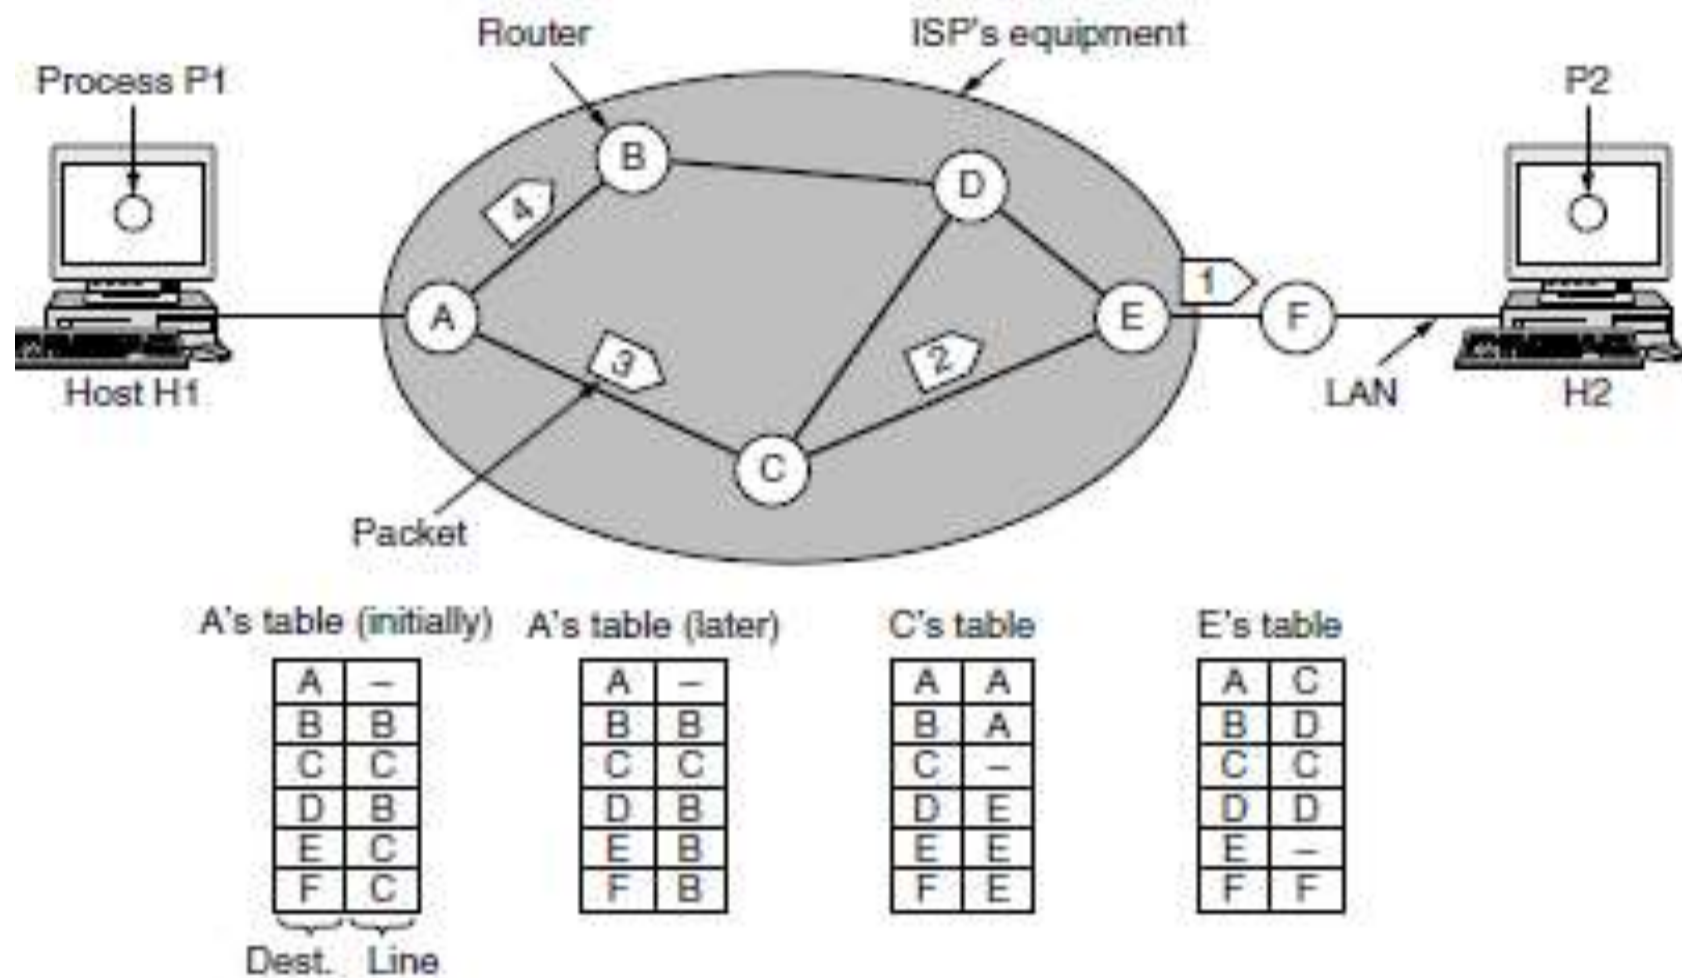 Router
ISP's equipment
Process P1
P2
B
D
4
A
3
2
E
1
F
C
Host H1
LAN
H2
Packet
A's table (initially)
A –
B B
C C
D B
E C
F C
Dest. Line
A's table (later)
A –
B B
C C
D B
E B
F B
C's table
A A
B A
C –
D E
E E
F E
E's table
A C
B D
C C
D D
E –
F F